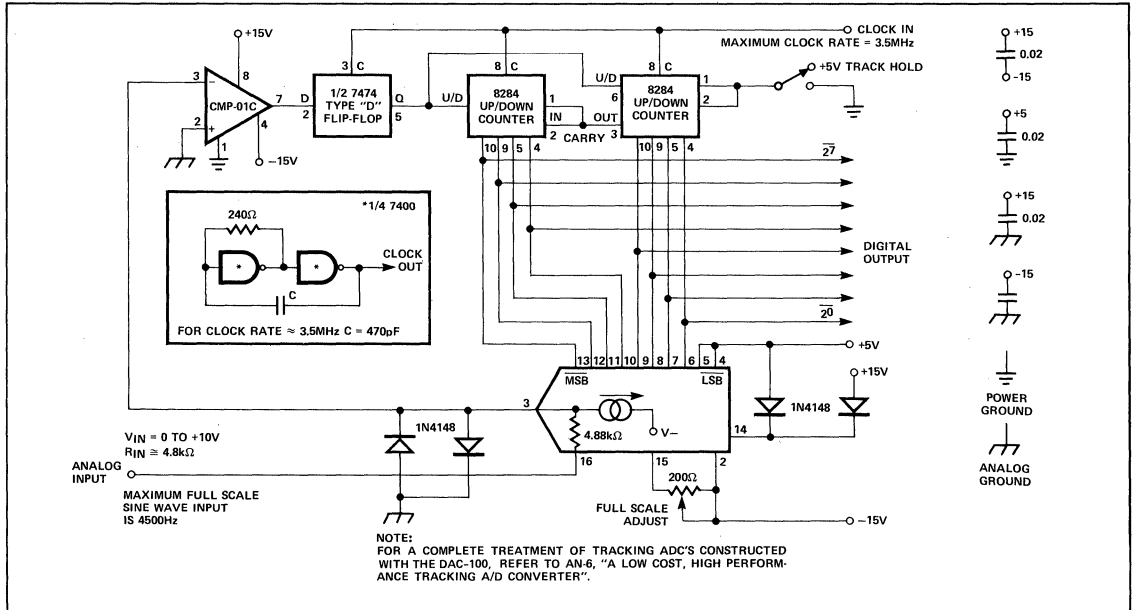 +15V
CLOCK IN
MAXIMUM CLOCK RATE = 3.5MHz
+15
0.02
-15
3 C
8 C
8 C
+5V TRACK HOLD
3
8
CMP-01C
7
D
2
1/2 7474
TYPE "D"
FLIP-FLOP
Q
5
U/D
8284
UP/DOWN
COUNTER
1
IN
2
CARRY
U/D
6
OUT
3
8284
UP/DOWN
COUNTER
1
2
2
4
1
-15V
10 9 5 4
10 9 5 4
+5
0.02
27
*1/4 7400
240Ω
*
*
CLOCK
OUT
C
FOR CLOCK RATE ≈ 3.5MHz C = 470pF
DIGITAL
OUTPUT
20
+15
0.02
-15
+5V
13 12 11 10 9 8 7 6 5 4
MSB
LSB
+15V
1N4148
POWER
GROUND
3
1N4148
4.88kΩ
V−
14
VIN = 0 TO +10V
RIN ≅ 4.8kΩ
ANALOG
INPUT
16
15
2
ANALOG
GROUND
200Ω
FULL SCALE
ADJUST
-15V
MAXIMUM FULL SCALE
SINE WAVE INPUT
IS 4500Hz
NOTE:
FOR A COMPLETE TREATMENT OF TRACKING ADC'S CONSTRUCTED
WITH THE DAC-100, REFER TO AN-6, "A LOW COST, HIGH PERFORM-
ANCE TRACKING A/D CONVERTER".